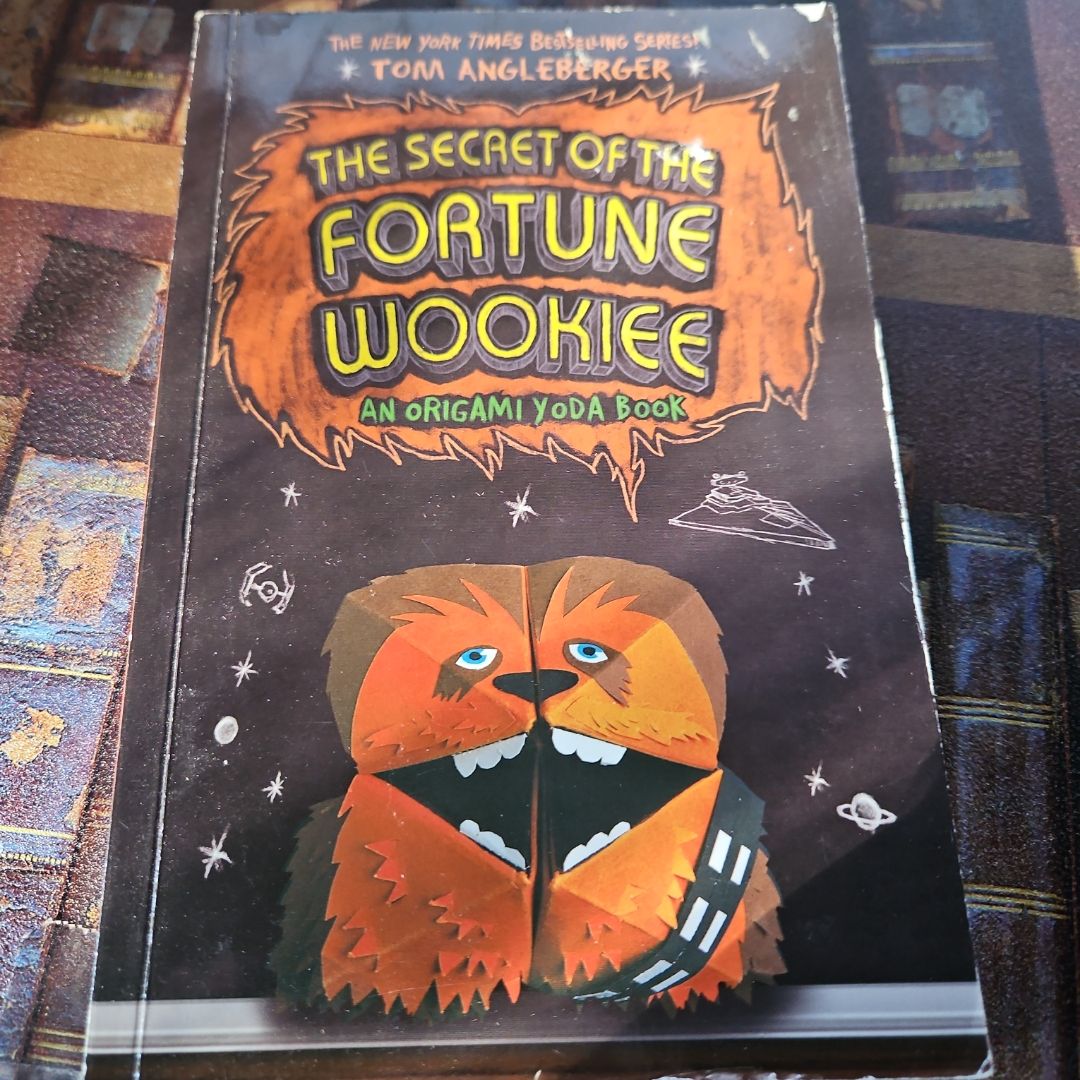 THE NEW YORK TIMES BESTSELLING SERIES!
TOM ANGLEBERGER
THE SECRET OF THE
FORTUNE
WOOKIEE
AN ORIGAMI YODA BOOK